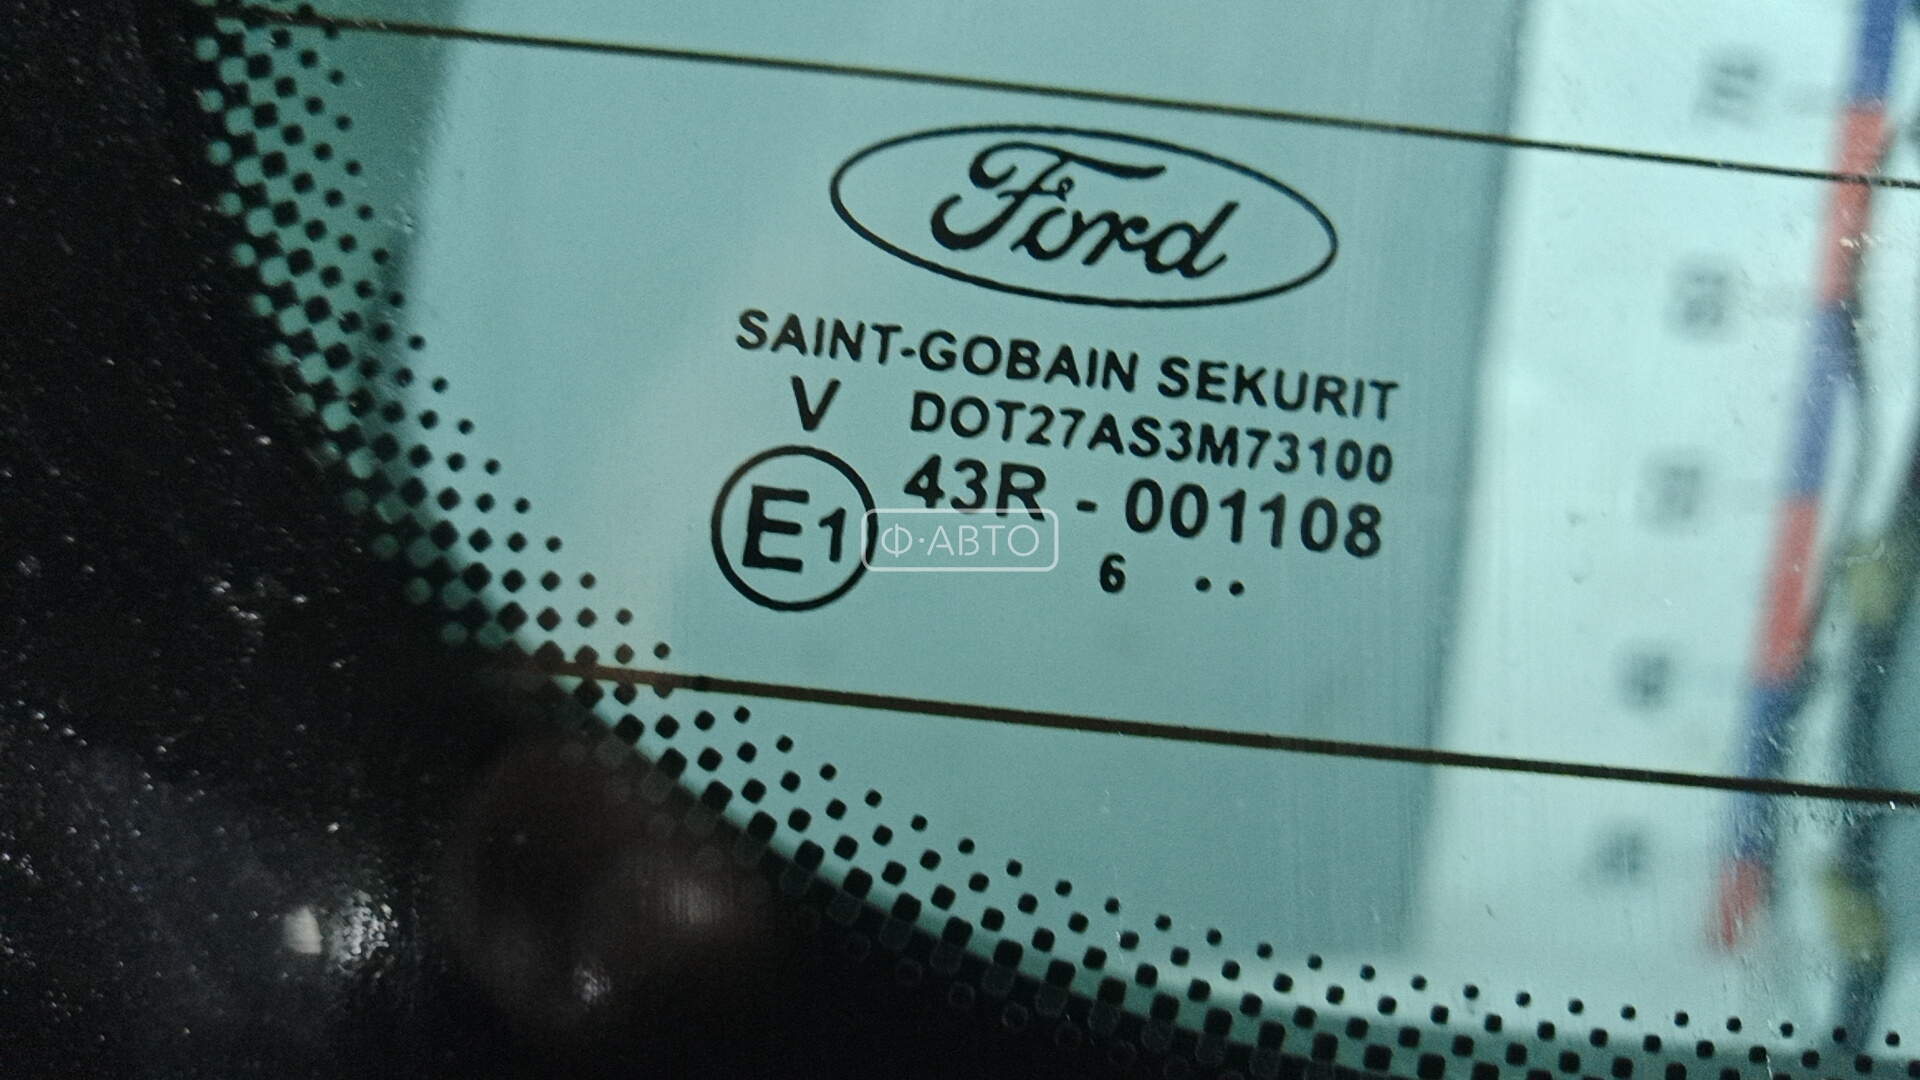 Ford
SAINT-GOBAIN SEKURIT
V DOT27AS3M73100
E1 43R - 001108
Ф·АВТО
6 ··